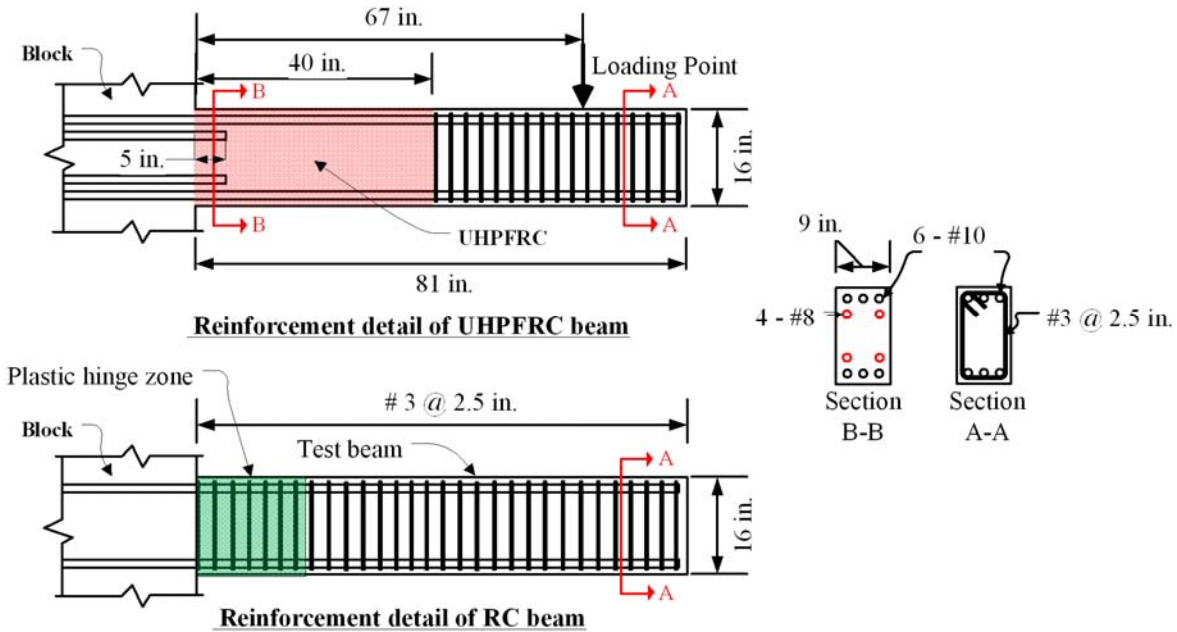 67 in.
Block
40 in.
Loading Point
B
A
5 in.
16 in.
B
A
UHPFRC
81 in.
Reinforcement detail of UHPFRC beam
9 in.
6 - #10
4 - #8
#3 @ 2.5 in.
Section
B-B
Section
A-A
Plastic hinge zone
# 3 @ 2.5 in.
Block
Test beam
A
16 in.
A
Reinforcement detail of RC beam